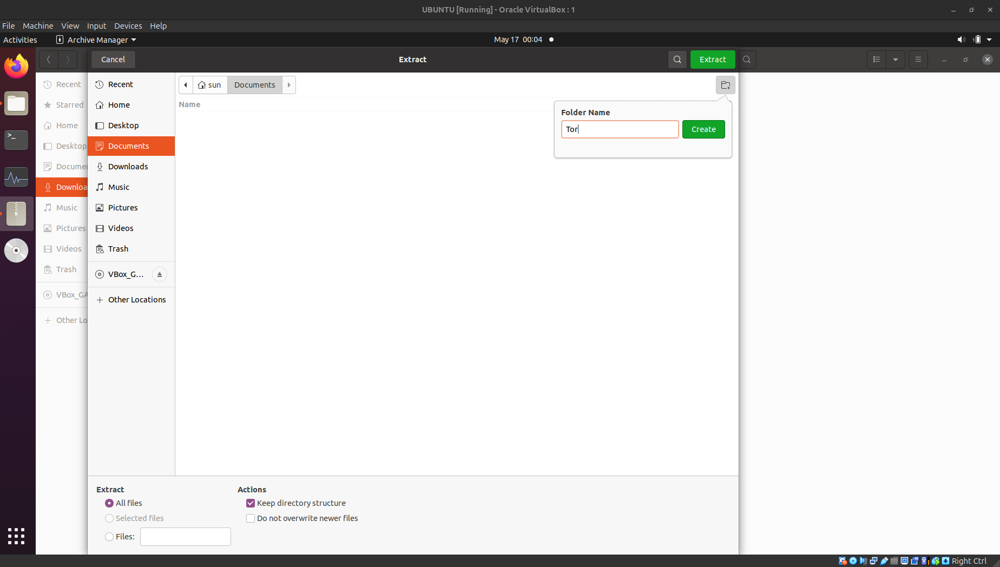 UBUNTU [Running] - Oracle VirtualBox : 1
File Machine View Input Devices Help
Activities Archive Manager May 17 00:04
Cancel Extract Extract
Recent
Starred
Home
Desktop
Docume
Downloa
Music
Pictures
Videos
Trash
VBox_GA
Other Lo
Recent
Home
Desktop
Documents
Downloads
Music
Pictures
Videos
Trash
VBox_G...
Other Locations
sun Documents
Name
Folder Name
Tor Create
Extract
All files
Selected files
Files:
Actions
Keep directory structure
Do not overwrite newer files
Right Ctrl